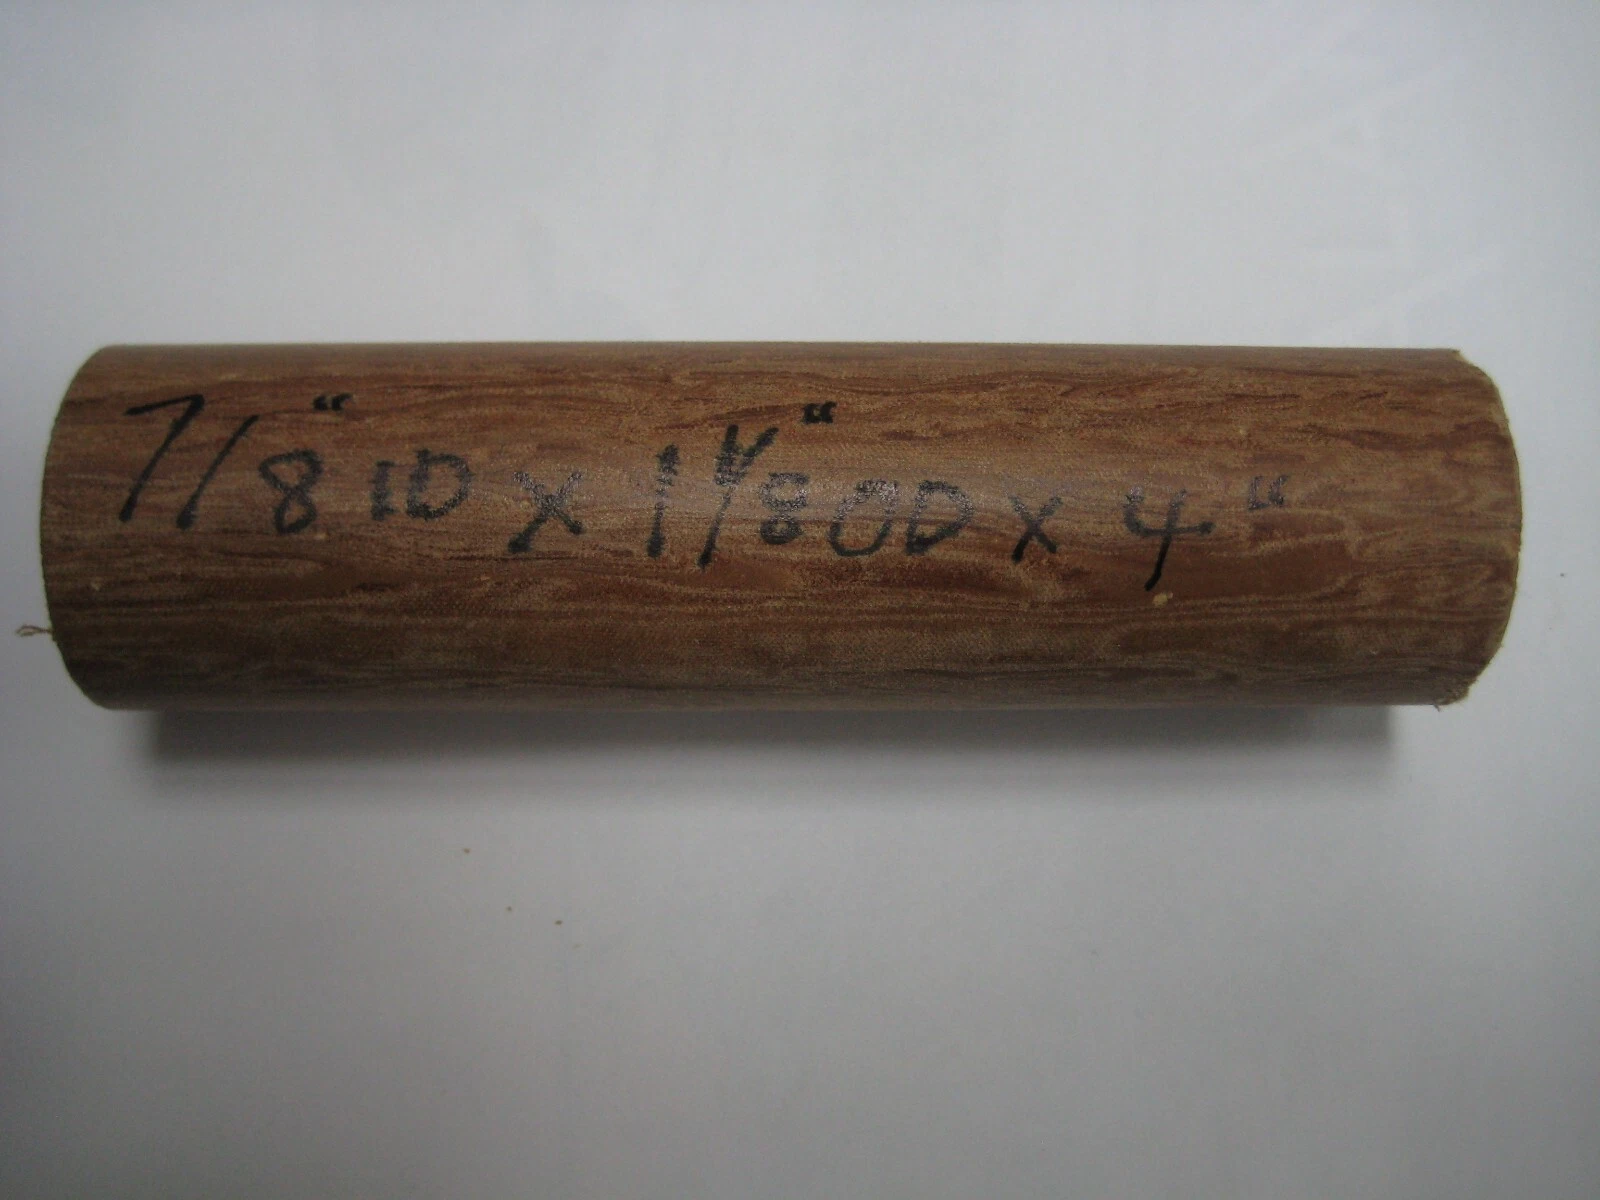 7/8" ID x 1 1/8" OD x 4"